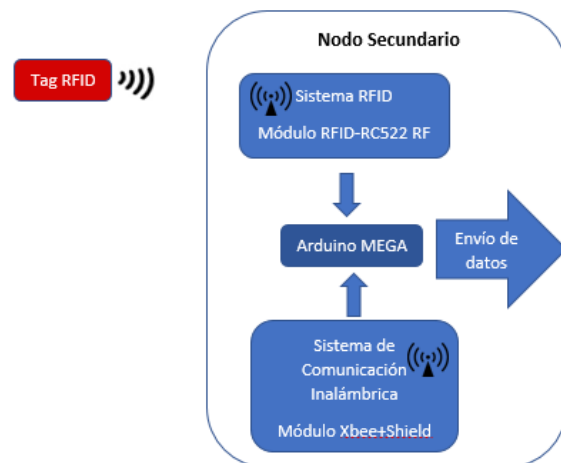 Nodo Secundario
Tag RFID
Sistema RFID
Módulo RFID-RC522 RF
Arduino MEGA
Envío de
datos
Sistema de
Comunicación
Inalámbrica
Módulo Xbee+Shield